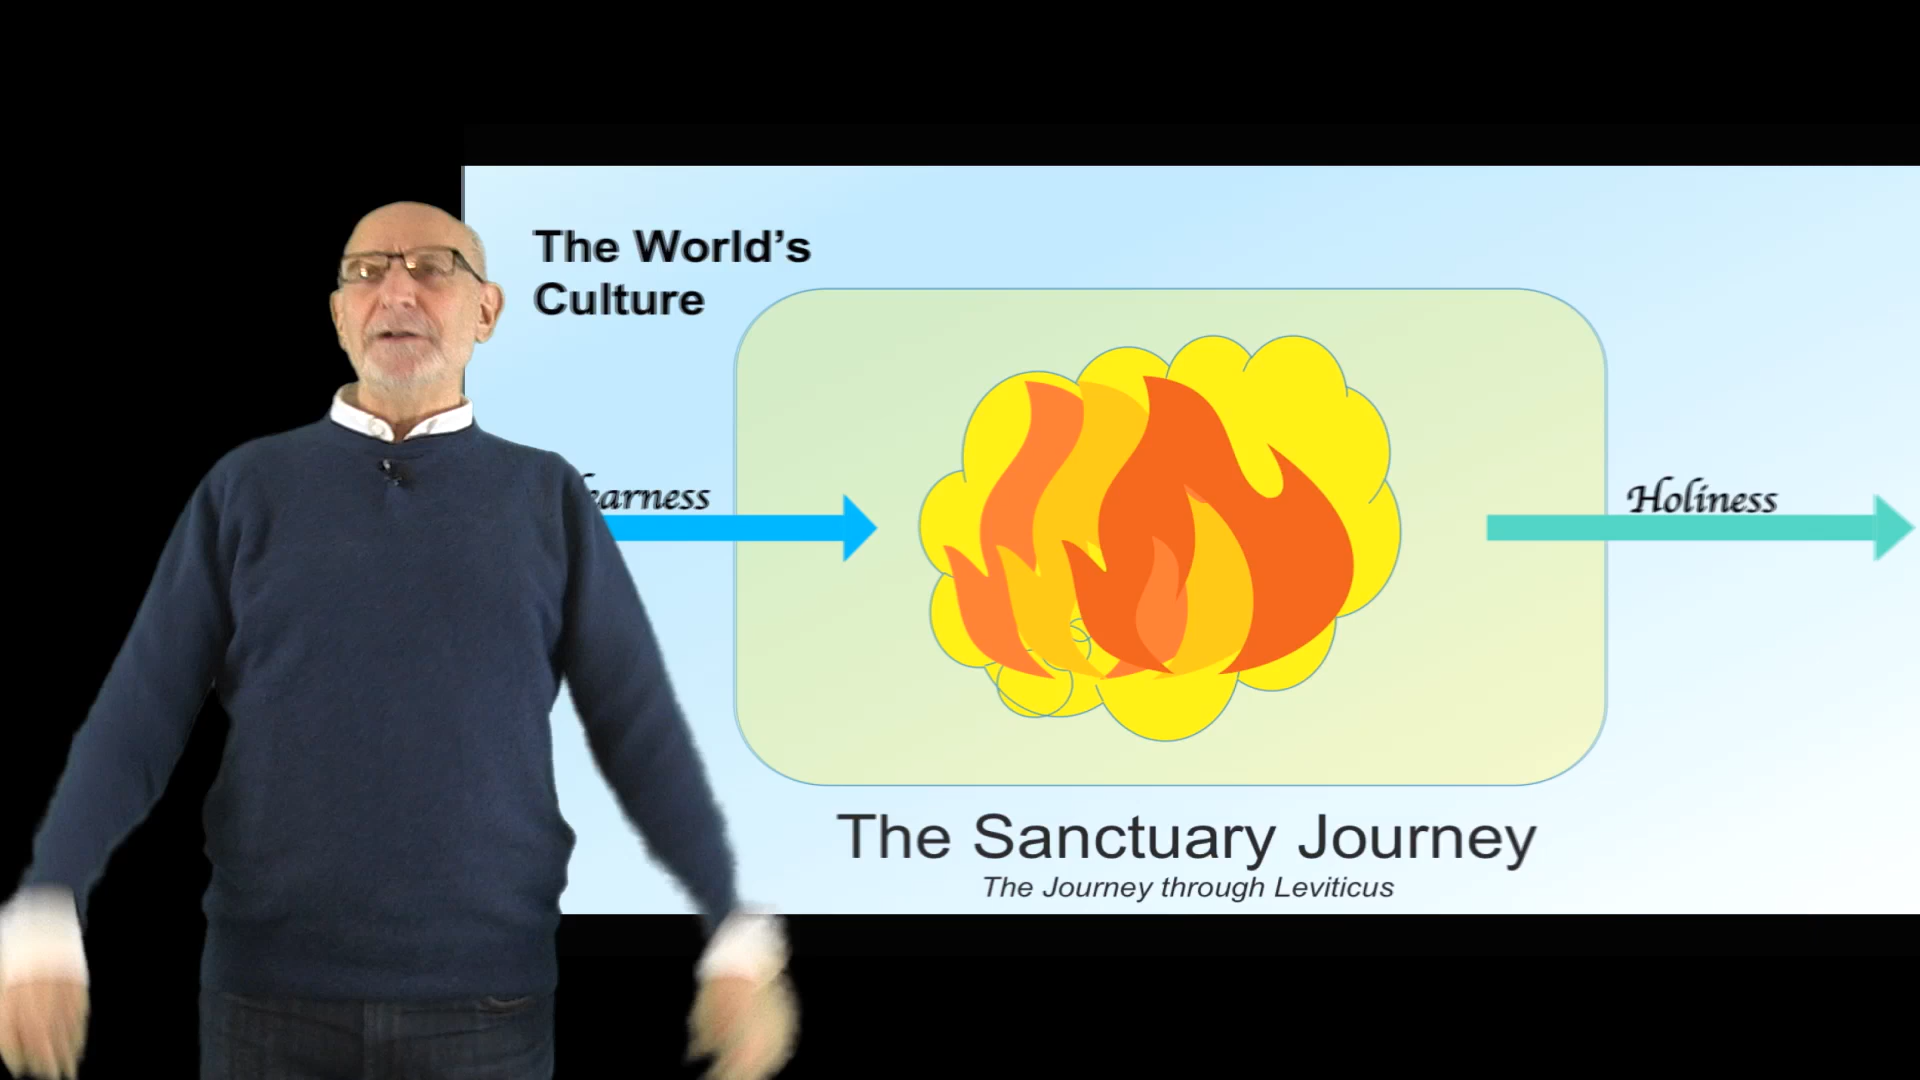 The World's
Culture
Holiness
The Sanctuary Journey
The Journey through Leviticus